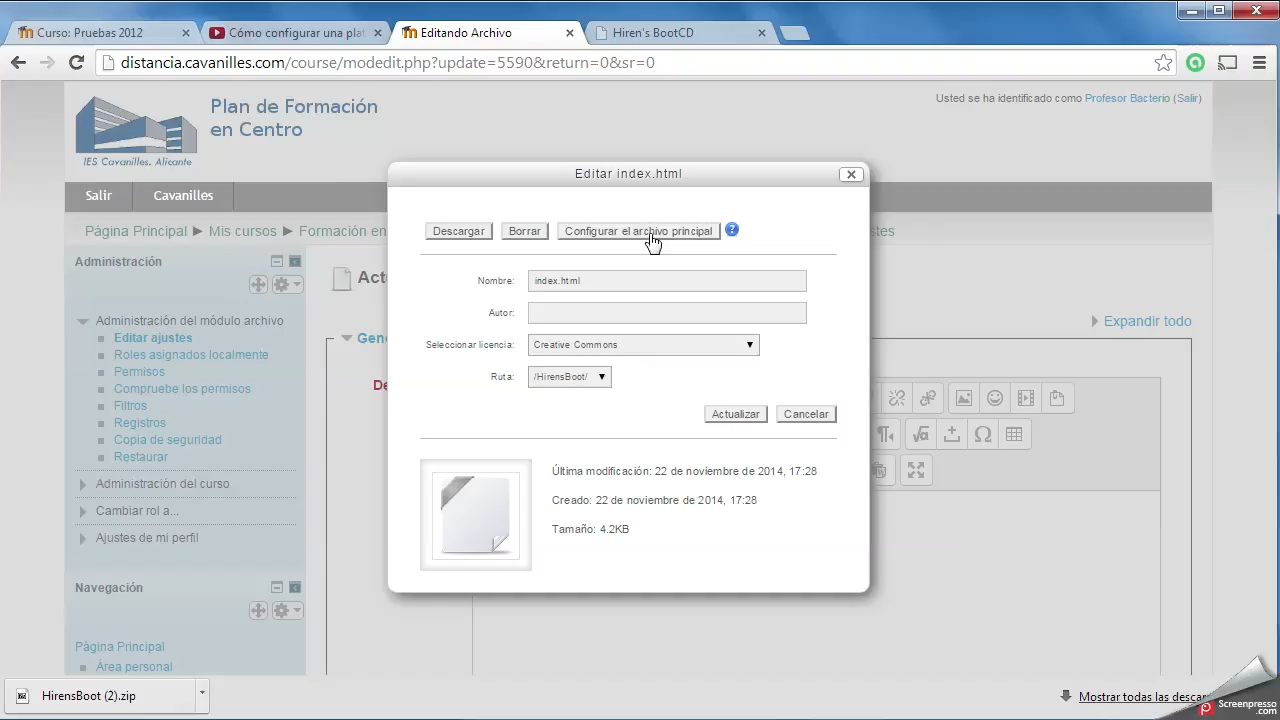 Curso: Pruebas 2012
Cómo configurar una plat
Editando Archivo
Hiren's BootCD
distancia.cavanilles.com/course/modedit.php?update=5590&return=0&sr=0
Plan de Formación
en Centro
Usted se ha identificado como Profesor Bacterio (Salir)
IES Cavanilles. Alicante
Editar index.html
Salir
Cavanilles
Página Principal ▶ Mis cursos ▶ Formación en
Descargar
Borrar
Configurar el archivo principal
Administración
Nombre:
index.html
Autor:
Administración del módulo archivo
Expandir todo
Editar ajustes
Seleccionar licencia:
Creative Commons
Roles asignados localmente
Permisos
Ruta:
/HirensBoot/
Compruebe los permisos
Filtros
Actualizar
Cancelar
Registros
Copia de seguridad
Restaurar
Última modificación: 22 de noviembre de 2014, 17:28
Administración del curso
Creado: 22 de noviembre de 2014, 17:28
Cambiar rol a...
Tamaño: 4.2KB
Ajustes de mi perfil
Navegación
Página Principal
Área personal
HirensBoot (2).zip
Mostrar todas las descar
Screenpresso
.com